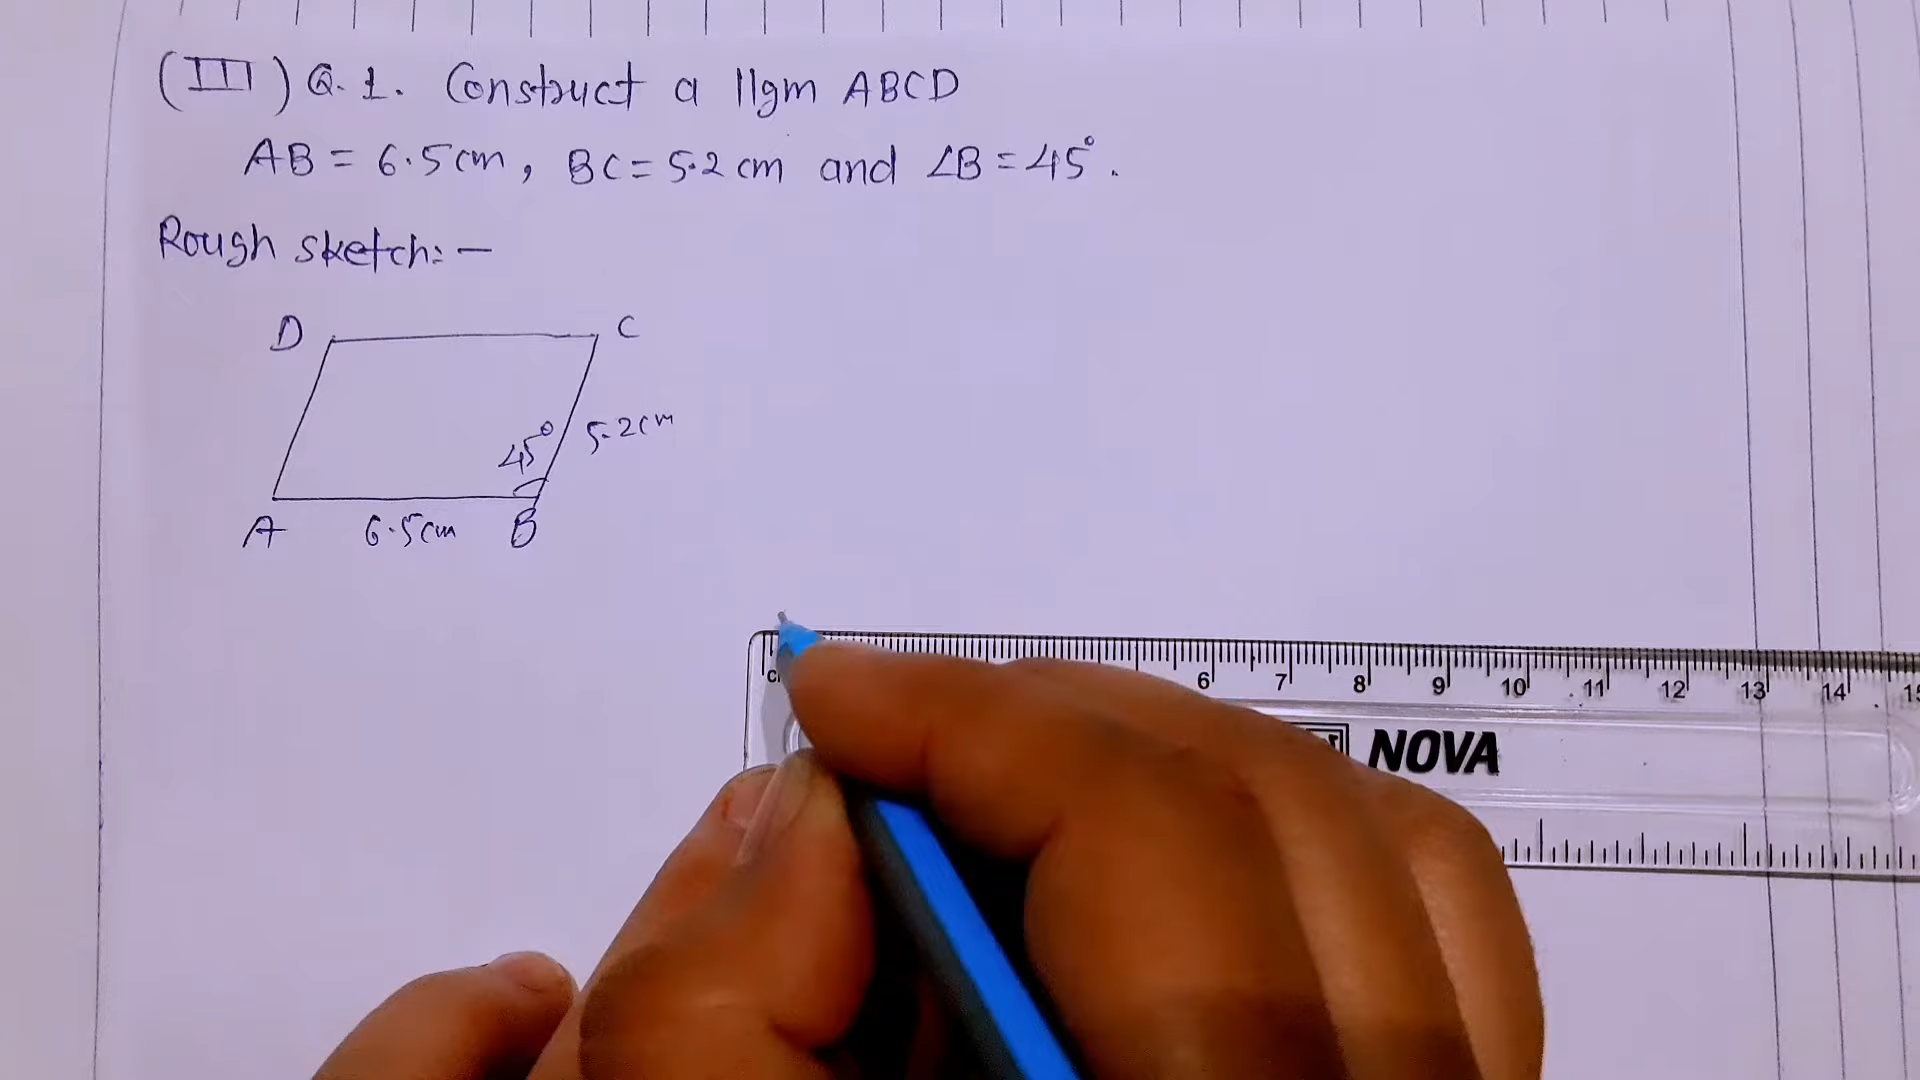 (III) Q.1. Construct a llgm ABCD
AB = 6.5cm, BC = 5.2 cm and ∠B = 45°.
Rough sketch:-
D C
45° 5.2cm
A 6.5cm B
6 7 8 9 10 11 12 13 14 15
NOVA